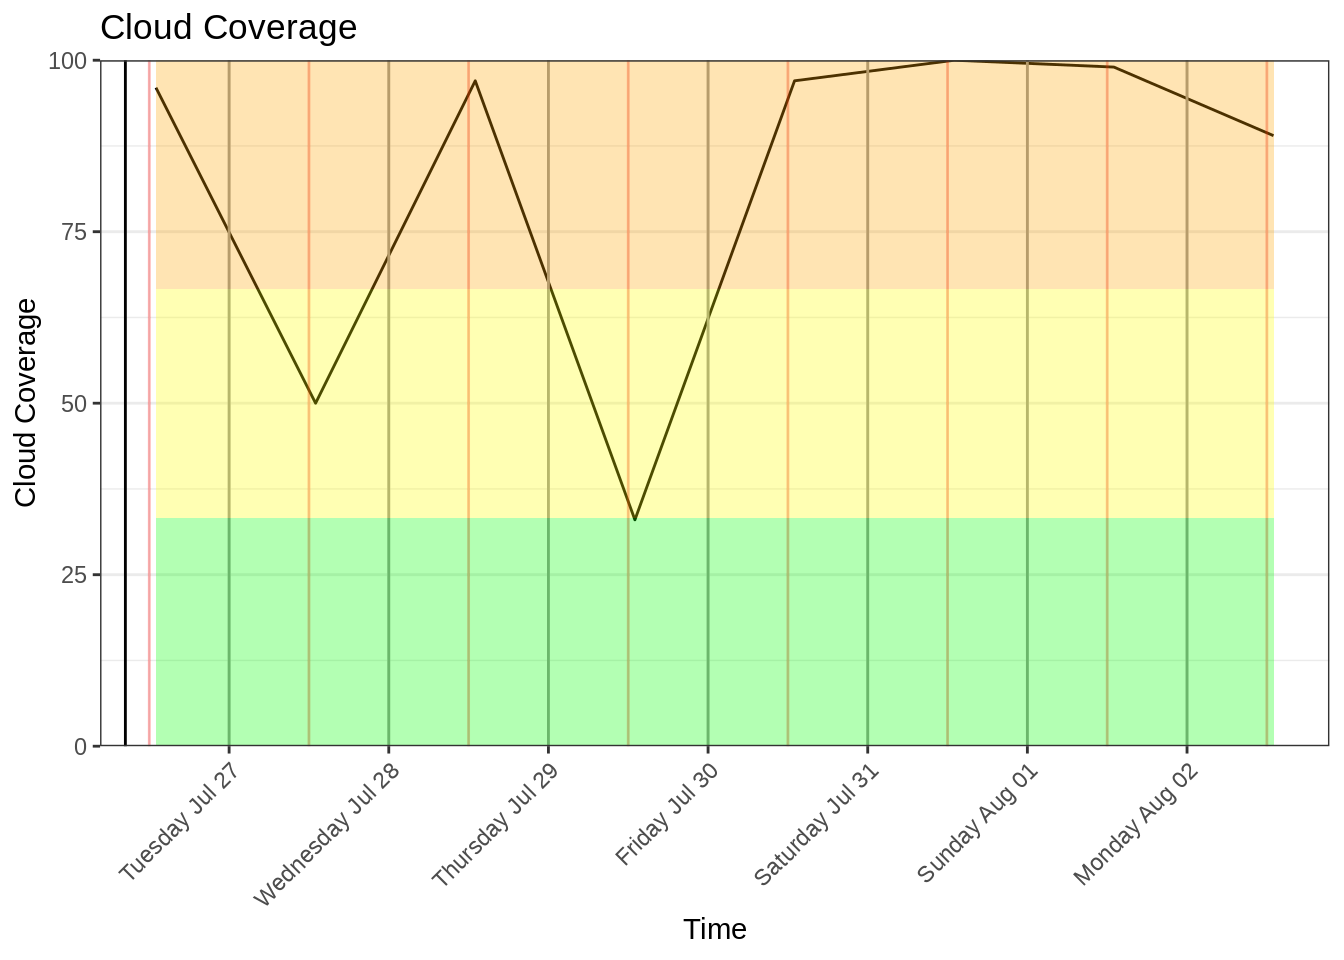 Cloud Coverage
Cloud Coverage
100
75
50
25
0
Tuesday Jul 27
Wednesday Jul 28
Thursday Jul 29
Friday Jul 30
Saturday Jul 31
Sunday Aug 01
Monday Aug 02
Time